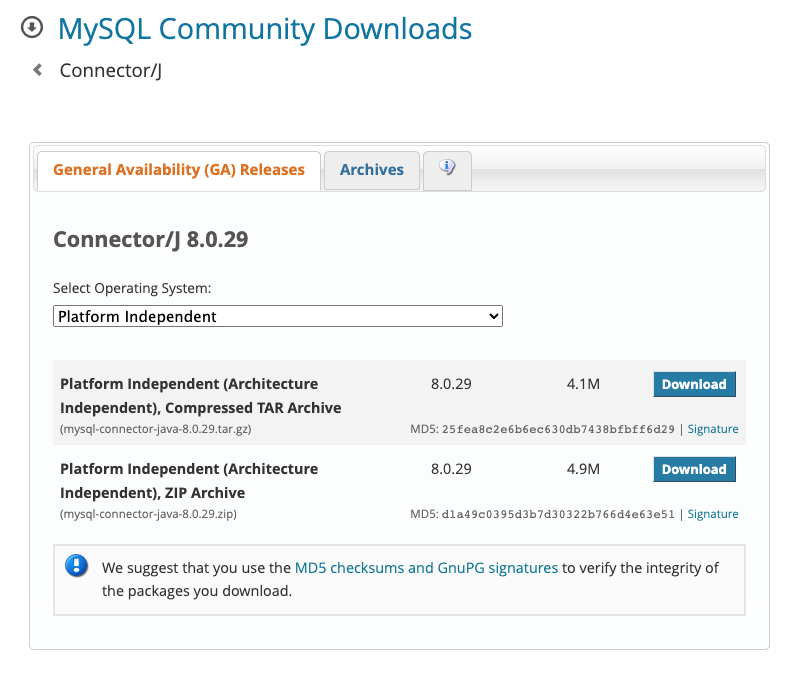 MySQL Community Downloads
Connector/J
General Availability (GA) Releases
Archives
Connector/J 8.0.29
Select Operating System:
Platform Independent
Platform Independent (Architecture Independent), Compressed TAR Archive
8.0.29
4.1M
Download
(mysql-connector-java-8.0.29.tar.gz)
MD5: 25fea8c2e6b6ec630db7438bfbff6d29 | Signature
Platform Independent (Architecture Independent), ZIP Archive
8.0.29
4.9M
Download
(mysql-connector-java-8.0.29.zip)
MD5: d1a49c0395d3b7d30322b766d4e63e51 | Signature
We suggest that you use the MD5 checksums and GnuPG signatures to verify the integrity of
the packages you download.